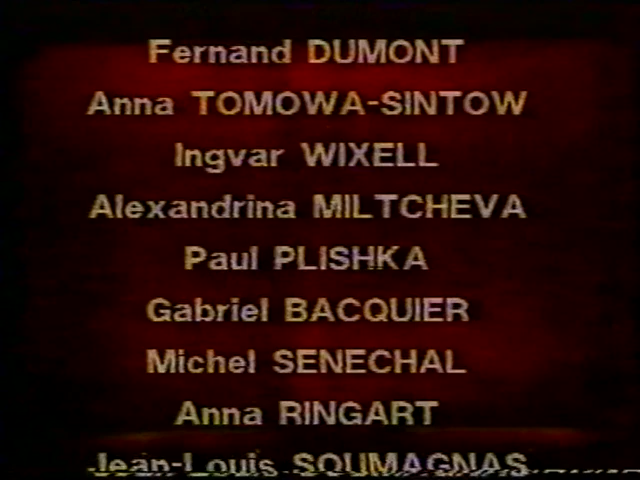 Fernand DUMONT
Anna TOMOWA-SINTOW
Ingvar WIXELL
Alexandrina MILTCHEVA
Paul PLISHKA
Gabriel BACQUIER
Michel SENECHAL
Anna RINGART
Jean-Louis SOUMAGNAS